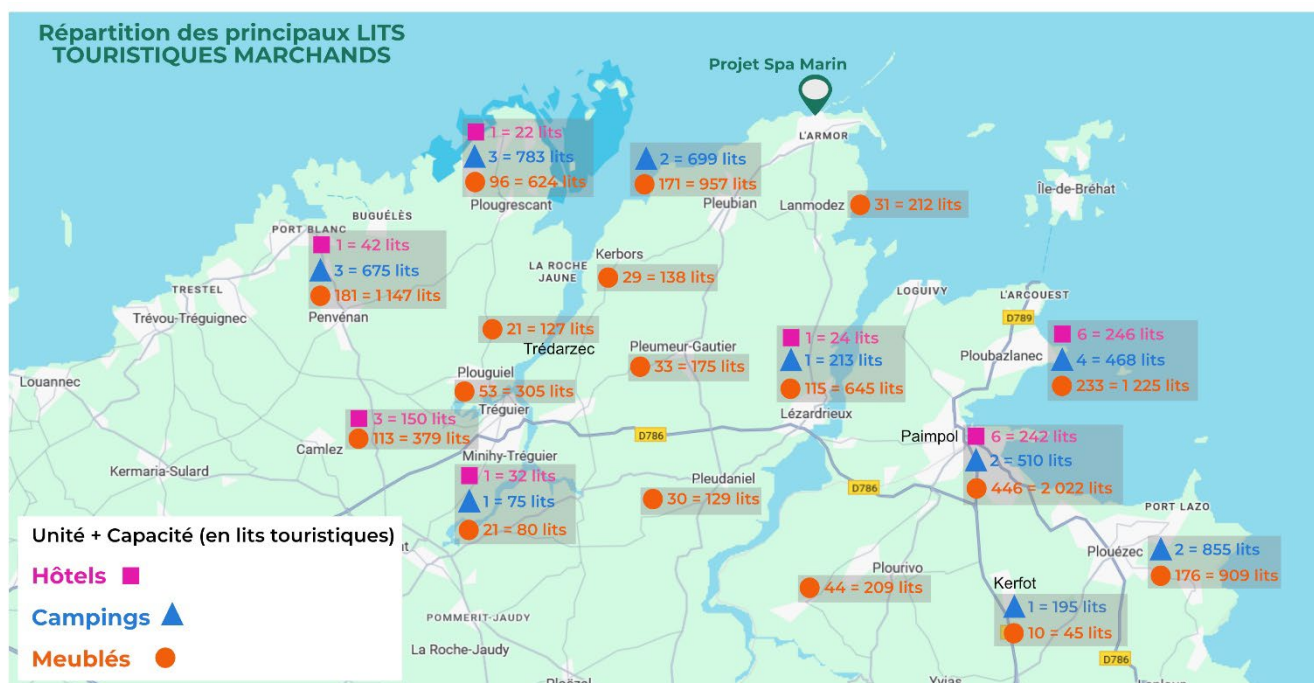 Répartition des principaux LITS
TOURISTIQUES MARCHANDS
Projet Spa Marin
L'ARMOR
1 = 22 lits
3 = 783 lits
96 = 624 lits
Plougrescant
2 = 699 lits
171 = 957 lits
Pleubian
Lanmodez
31 = 212 lits
Île-de-Bréhat
BUGUÉLÈS
PORT BLANC
1 = 42 lits
3 = 675 lits
181 = 1 147 lits
Penvénan
TRESTEL
Trévou-Tréguignec
LA ROCHE
JAUNE
Kerbors
29 = 138 lits
LOGUIVY
L'ARCOUEST
D789
21 = 127 lits
Trédarzec
Pleumeur-Gautier
33 = 175 lits
1 = 24 lits
1 = 213 lits
115 = 645 lits
Lézardrieux
Ploubazlanec
6 = 246 lits
4 = 468 lits
233 = 1 225 lits
Louannec
Plouguiel
53 = 305 lits
Tréguier
3 = 150 lits
113 = 379 lits
Camlez
Kermaria-Sulard
D786
Minihy-Tréguier
1 = 32 lits
1 = 75 lits
21 = 80 lits
Pleudaniel
30 = 129 lits
D786
Paimpol
6 = 242 lits
2 = 510 lits
446 = 2 022 lits
PORT LAZO
Plouézec
2 = 855 lits
176 = 909 lits
Plourivo
44 = 209 lits
Kerfot
1 = 195 lits
10 = 45 lits
D786
Unité + Capacité (en lits touristiques)
Hôtels
Campings
Meublés
POMMERIT-JAUDY
La Roche-Jaudy